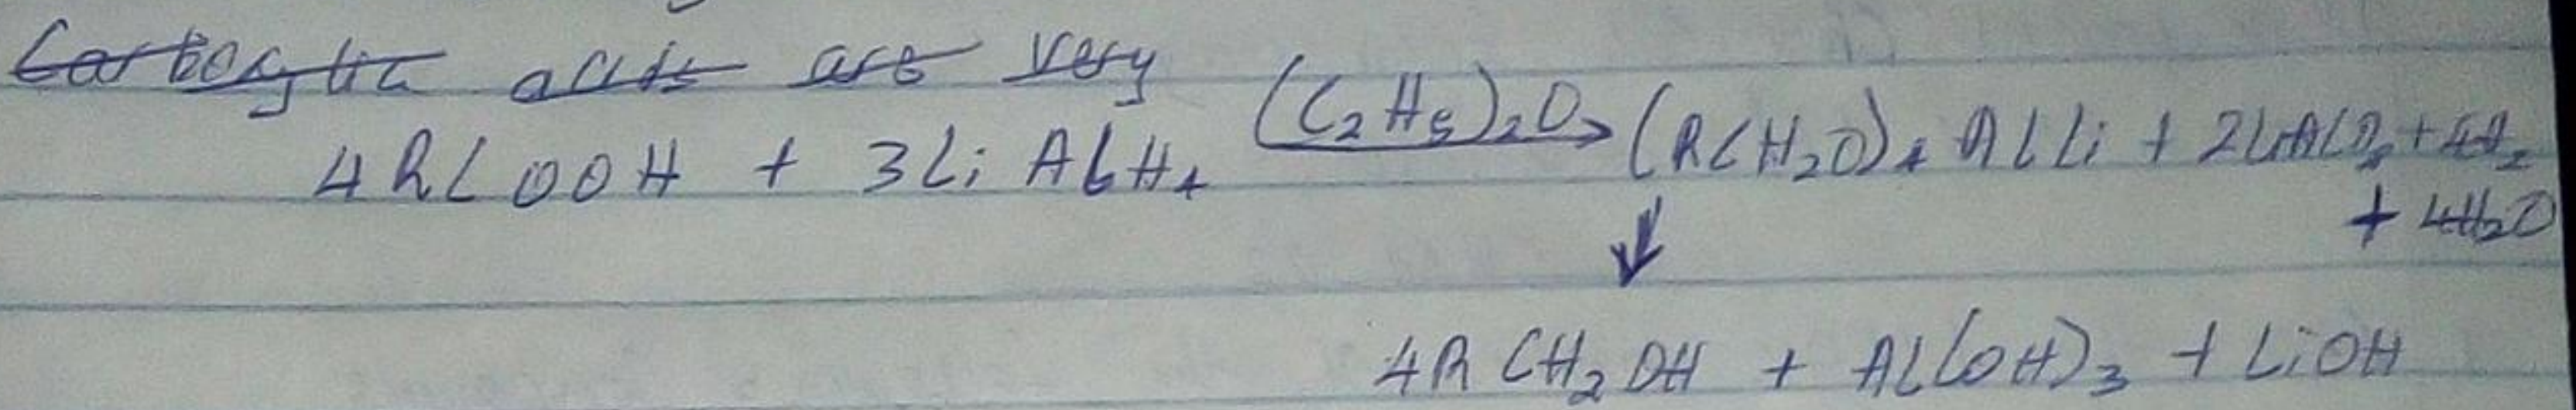 Carboxylic acids are very
4RCOOH + 3LiAlH₄ (C₂H₅)₂O→ (RCH₂O)₄AlLi + 2LiAlO₂ + 4H₂
↓ + 4H₂O
4RCH₂OH + Al(OH)₃ + LiOH